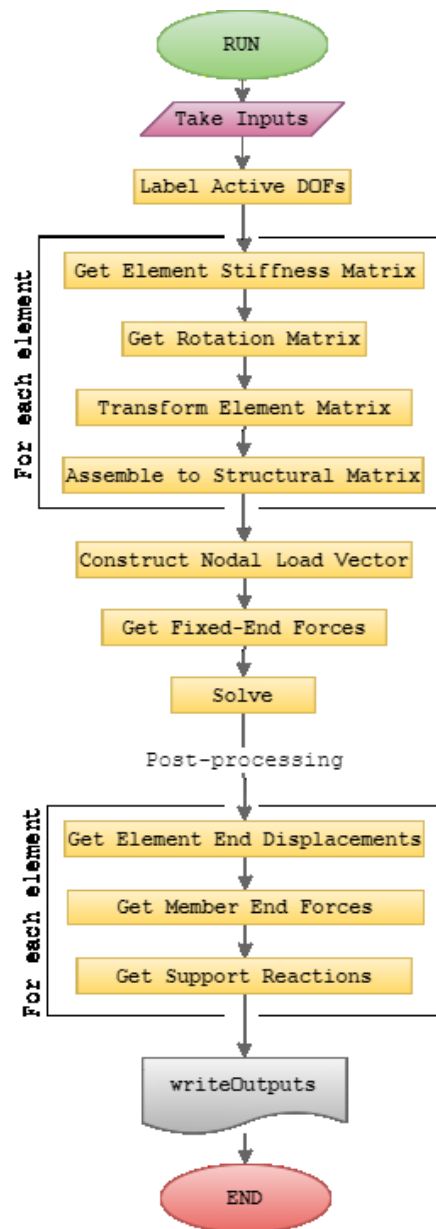 RUN
Take Inputs
Label Active DOFs
For each element
Get Element Stiffness Matrix
Get Rotation Matrix
Transform Element Matrix
Assemble to Structural Matrix
Construct Nodal Load Vector
Get Fixed-End Forces
Solve
Post-processing
For each element
Get Element End Displacements
Get Member End Forces
Get Support Reactions
writeOutputs
END